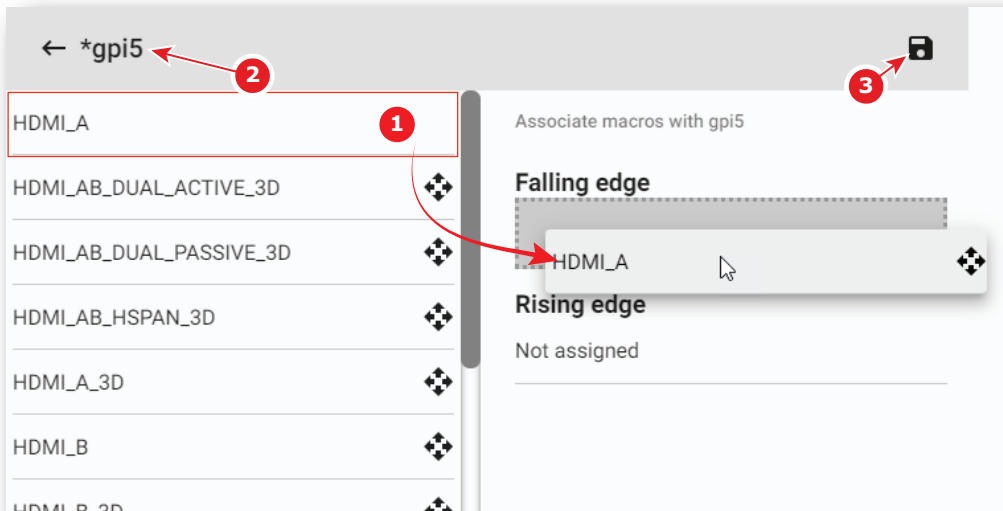 *gpi5
2
3
HDMI_A
1
HDMI_AB_DUAL_ACTIVE_3D
HDMI_AB_DUAL_PASSIVE_3D
HDMI_AB_HSPAN_3D
HDMI_A_3D
HDMI_B
HDMI_B_3D
Associate macros with gpi5
Falling edge
HDMI_A
Rising edge
Not assigned